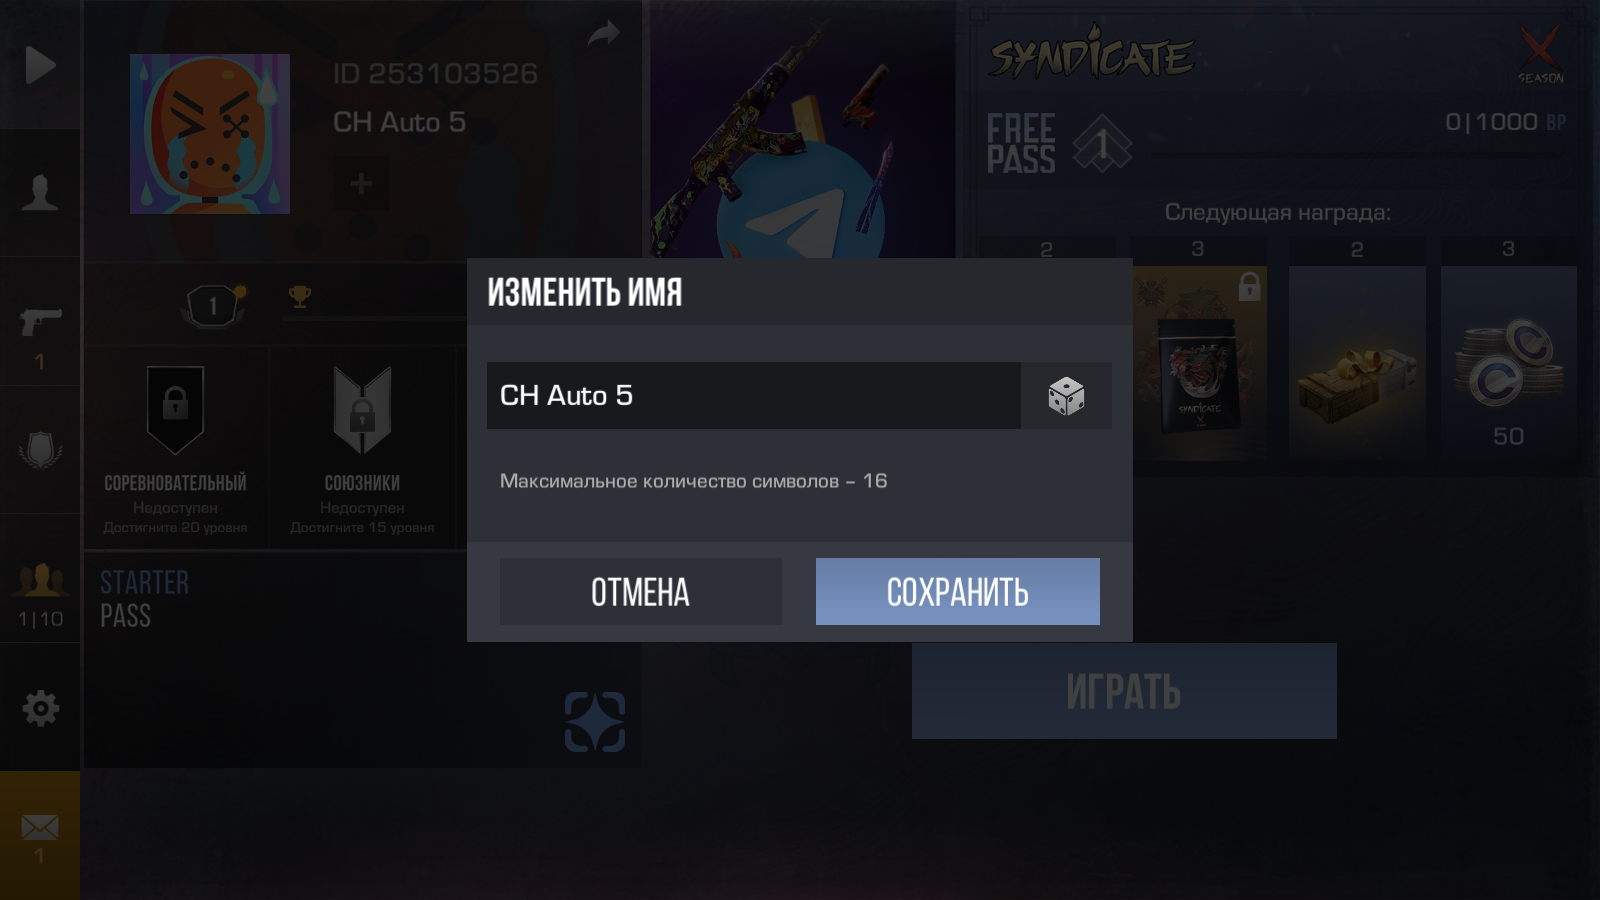 ID 253103526
CH Auto 5
SYNDICATE
SEASON
FREE
PASS
1
0|1000 BP
Следующая награда:
2
3
2
3
1
ИЗМЕНИТЬ ИМЯ
CH Auto 5
Максимальное количество символов – 16
ОТМЕНА
СОХРАНИТЬ
SYNDICATE
50
1
СОРЕВНОВАТЕЛЬНЫЙ
Недоступен
Достигните 20 уровня
СОЮЗНИКИ
Недоступен
Достигните 15 уровня
STARTER
PASS
1|10
ИГРАТЬ
1